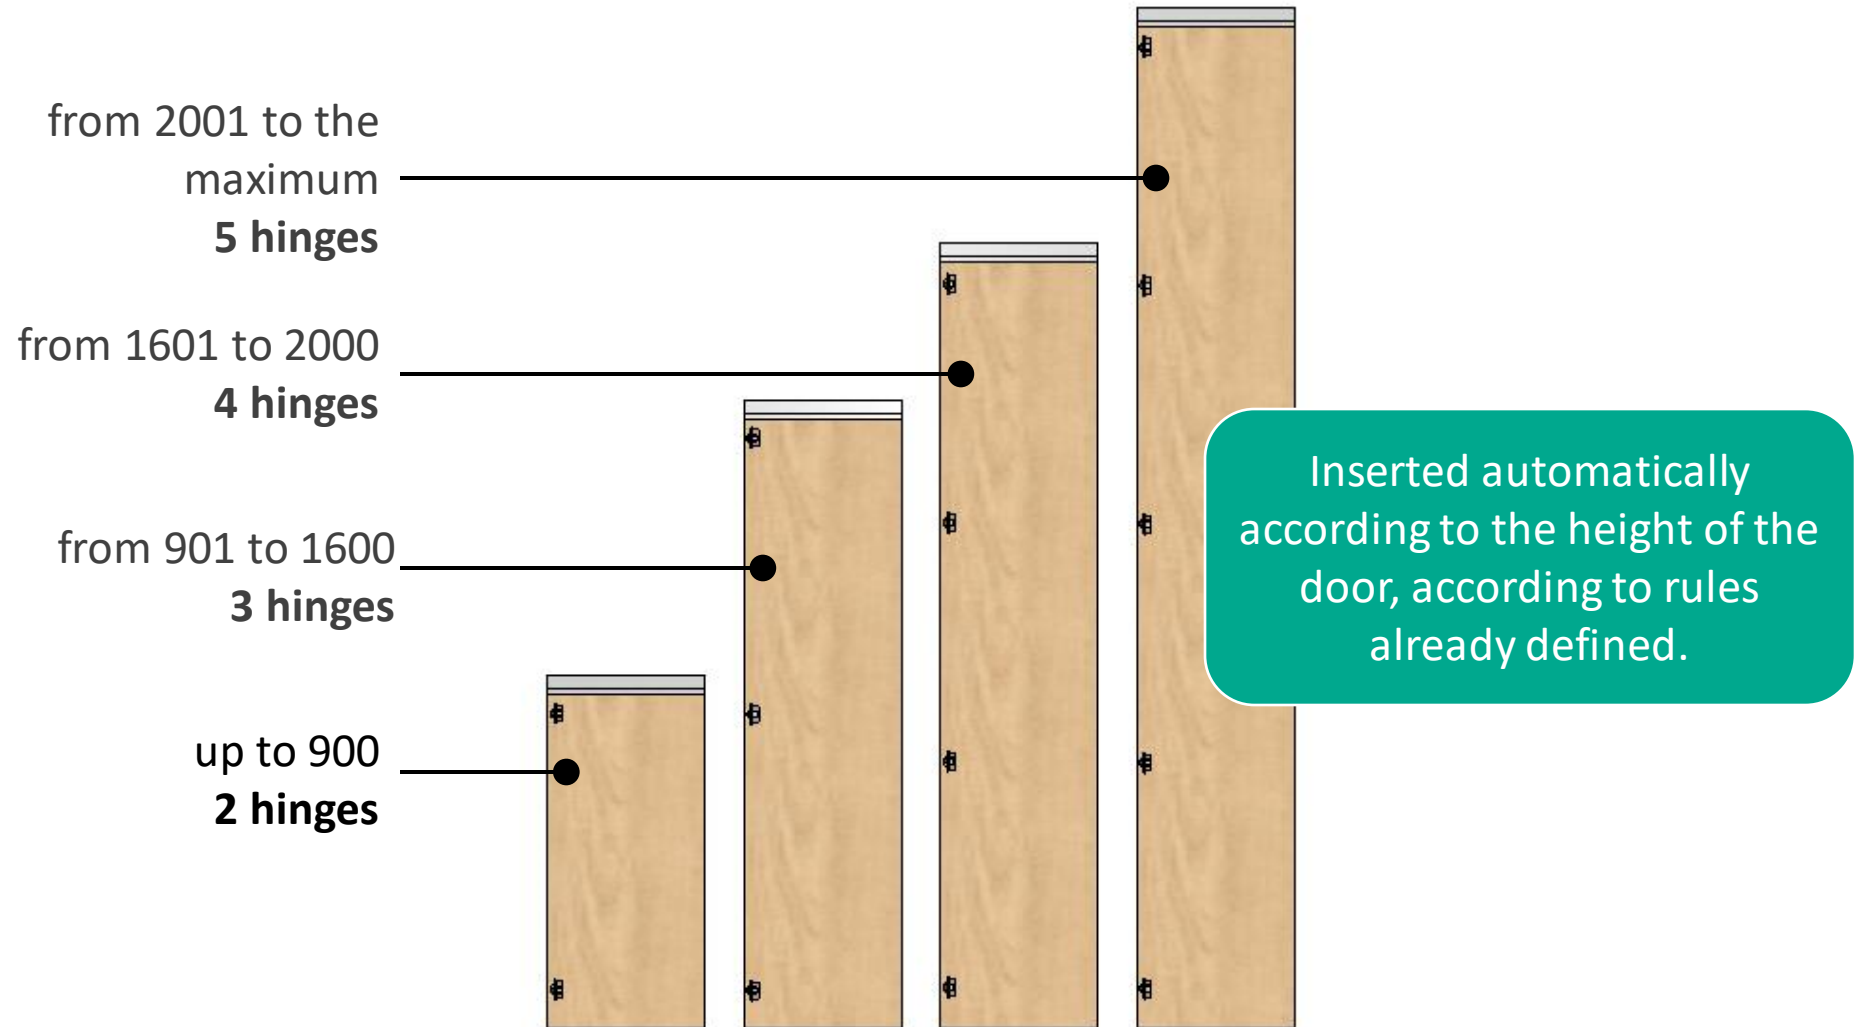 from 2001 to the
maximum
5 hinges
from 1601 to 2000
4 hinges
from 901 to 1600
3 hinges
up to 900
2 hinges
Inserted automatically
according to the height of the
door, according to rules
already defined.